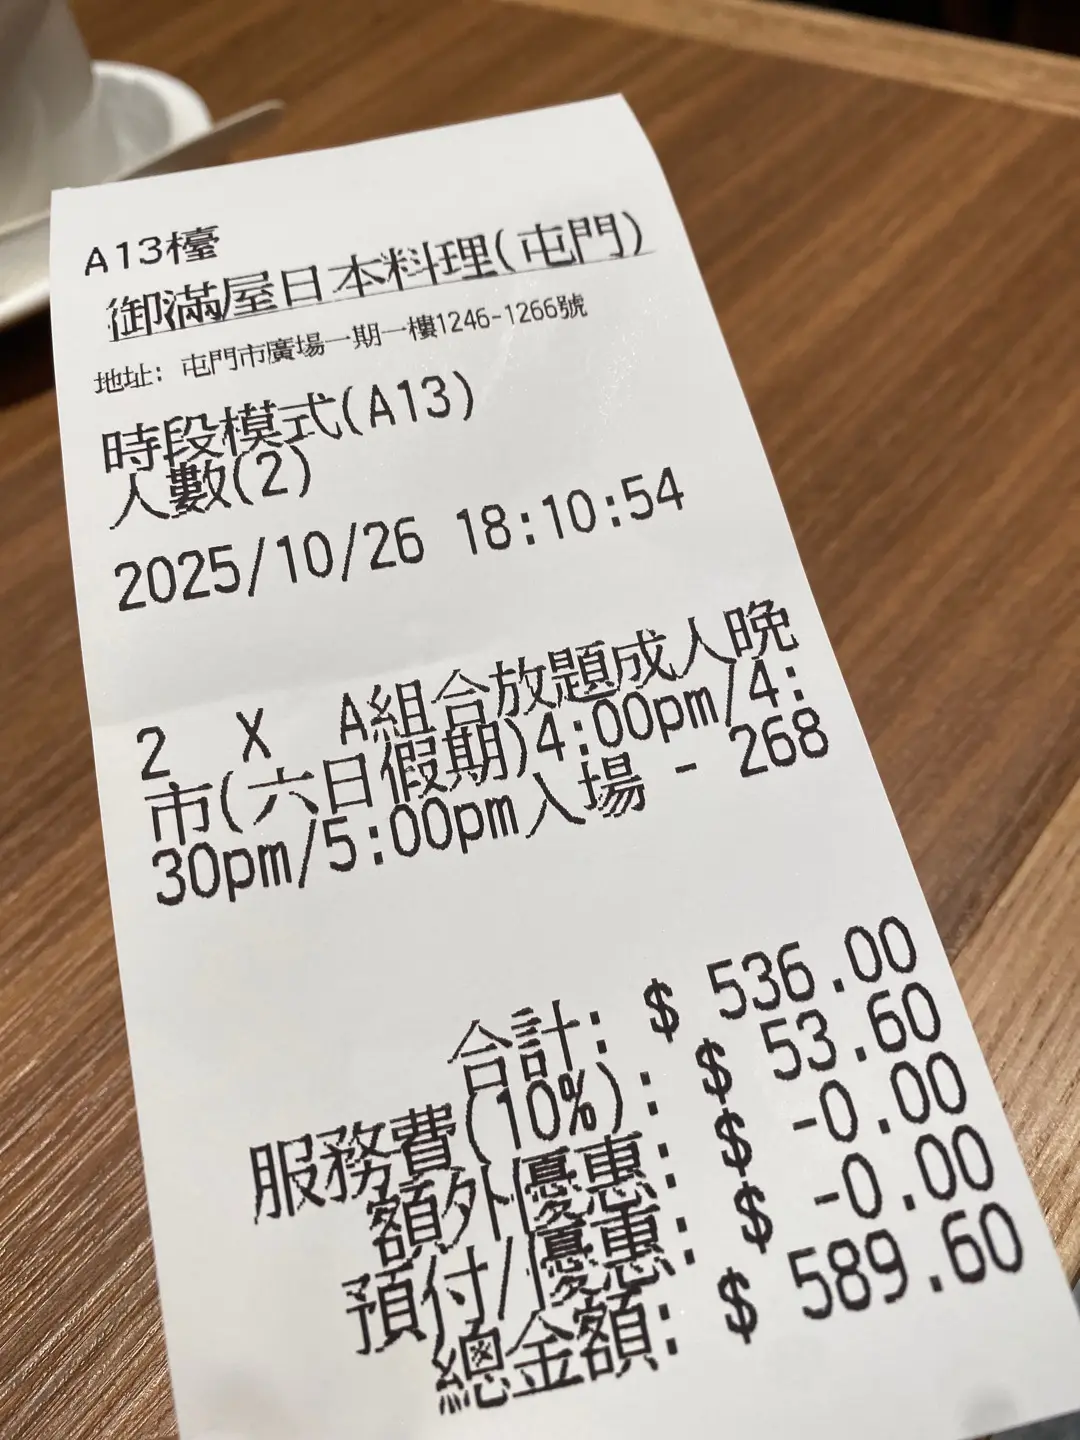 A13檯
御滿屋日本料理(屯門)
地址: 屯門市廣場一期一樓1246-1266號
時段模式(A13)
人數(2)
2025/10/26 18:10:54
2 X A組合放題成人晚
市(六日假期)4:00pm/4:
30pm/5:00pm入場 - 268
合計: $ 536.00
服務費(10%): $ 53.60
額外優惠: $ -0.00
預付/優惠: $ -0.00
總金額: $ 589.60